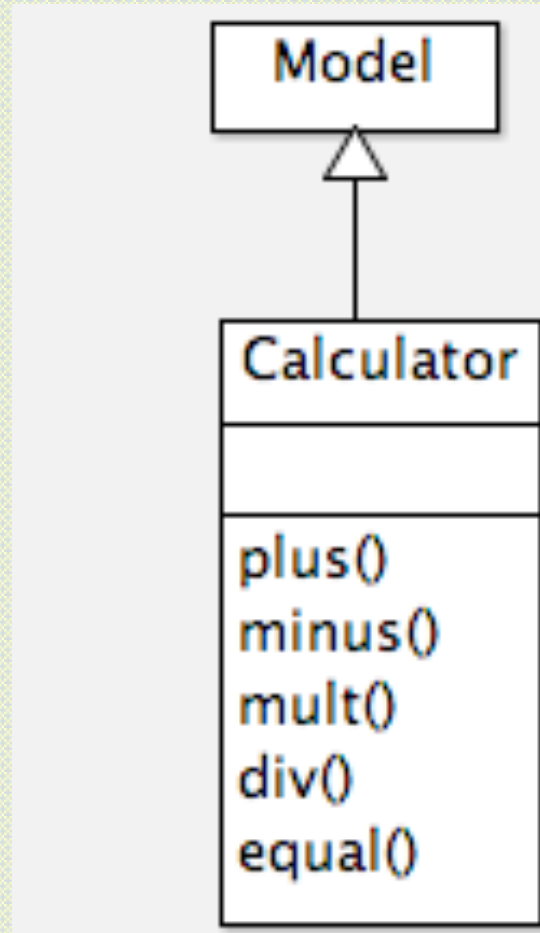 Model
Calculator
plus()
minus()
mult()
div()
equal()